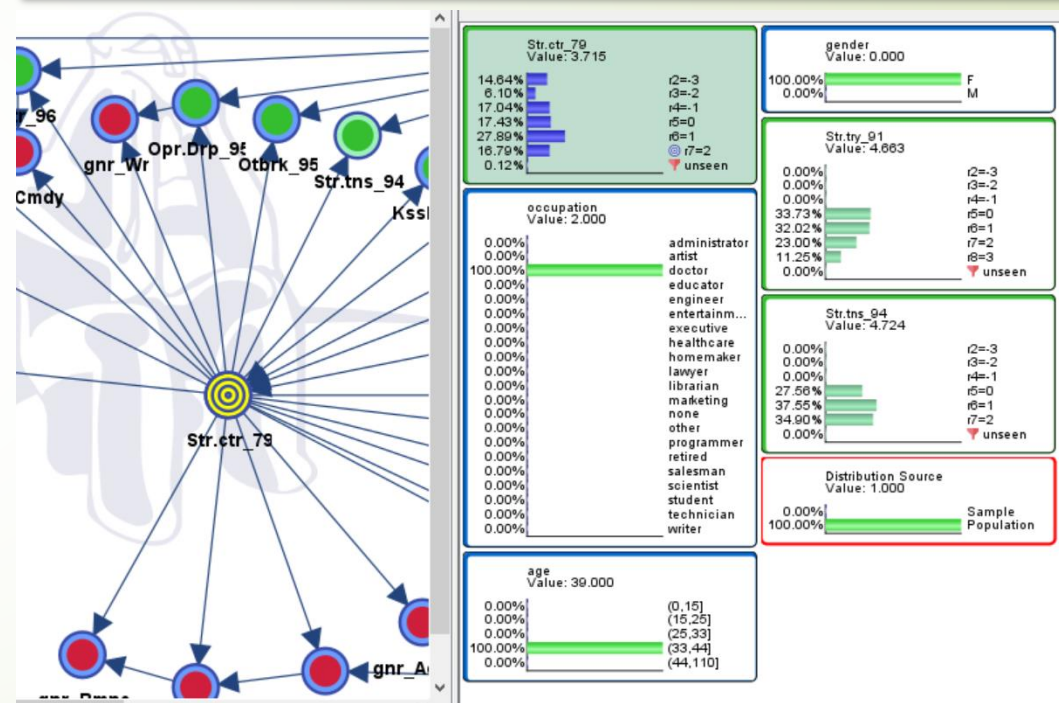 r_96
gnr_Wr
Opr.Drp_95
Otbrk_95
Str.tns_94
Cmdy
KssI
Str.ctr_79
gnr_A
Str.ctr_79
Value: 3.715
14.64% r2=-3
6.10% r3=-2
17.04% r4=-1
17.43% r5=0
27.89% r6=1
16.79% r7=2
0.12% unseen
occupation
Value: 2.000
0.00% administrator
0.00% artist
100.00% doctor
0.00% educator
0.00% engineer
0.00% entertainm...
0.00% executive
0.00% healthcare
0.00% homemaker
0.00% lawyer
0.00% librarian
0.00% marketing
0.00% none
0.00% other
0.00% programmer
0.00% retired
0.00% salesman
0.00% scientist
0.00% student
0.00% technician
0.00% writer
age
Value: 39.000
0.00% (0,15]
0.00% (15,25]
0.00% (25,33]
100.00% (33,44]
0.00% (44,110]
gender
Value: 0.000
100.00% F
0.00% M
Str.try_91
Value: 4.663
0.00% r2=-3
0.00% r3=-2
0.00% r4=-1
33.73% r5=0
32.02% r6=1
23.00% r7=2
11.25% r8=3
0.00% unseen
Str.tns_94
Value: 4.724
0.00% r2=-3
0.00% r3=-2
0.00% r4=-1
27.56% r5=0
37.55% r6=1
34.90% r7=2
0.00% unseen
Distribution Source
Value: 1.000
0.00% Sample
100.00% Population